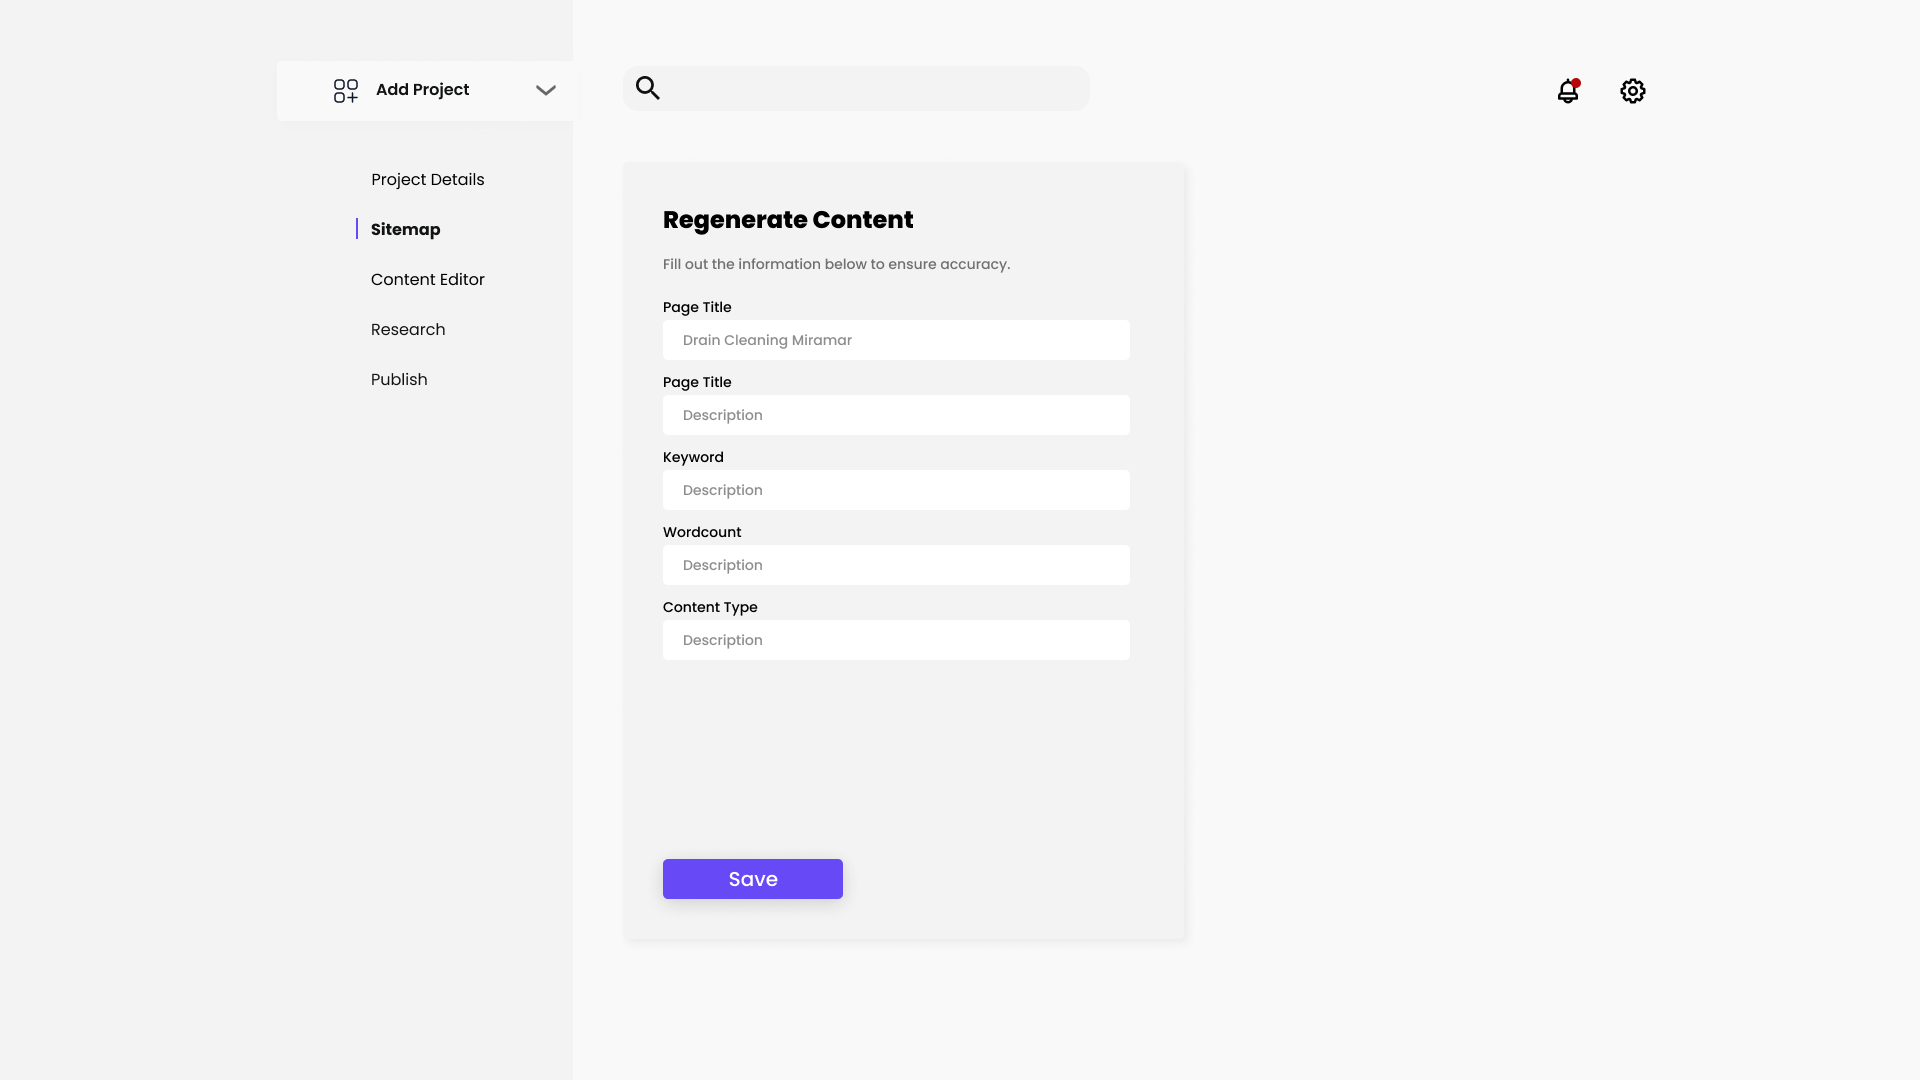 Add Project
Project Details
Sitemap
Content Editor
Research
Publish
Regenerate Content
Fill out the information below to ensure accuracy.
Page Title
Drain Cleaning Miramar
Page Title
Description
Keyword
Description
Wordcount
Description
Content Type
Description
Save